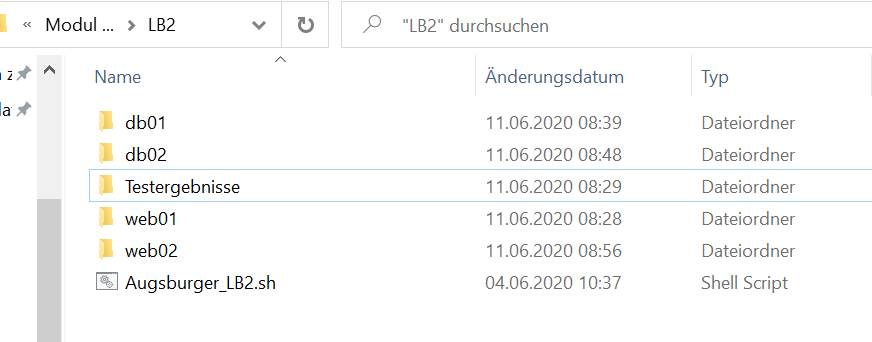 « Modul ... > LB2 "LB2" durchsuchen
Name Änderungsdatum Typ
db01 11.06.2020 08:39 Dateiordner
db02 11.06.2020 08:48 Dateiordner
Testergebnisse 11.06.2020 08:29 Dateiordner
web01 11.06.2020 08:28 Dateiordner
web02 11.06.2020 08:56 Dateiordner
Augsburger_LB2.sh 04.06.2020 10:37 Shell Script